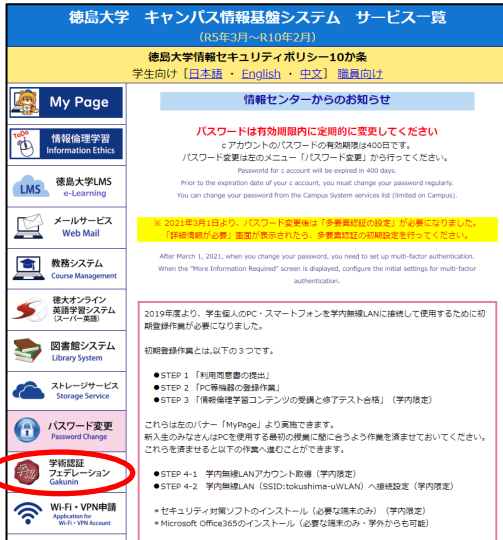 徳島大学 キャンパス情報基盤システム サービス一覧
(R5年3月～R10年2月)
徳島大学情報セキュリティポリシー10か条
学生向け [日本語 ・ English ・ 中文] 職員向け
My Page
ToDo
情報倫理学習
Information Ethics
LMS
徳島大学LMS
e-Learning
メールサービス
Web Mail
教務システム
Course Management
徳大オンライン
英語学習システム
(スーパー英語)
図書館システム
Library System
ストレージサービス
Storage Service
パスワード変更
Password Change
学術認証
フェデレーション
Gakunin
Wi-Fi・VPN申請
Application for
Wi-Fi・VPN Account
情報センターからのお知らせ
パスワードは有効期限内に定期的に変更してください
cアカウントのパスワードの有効期限は400日です。
パスワード変更は左のメニュー「パスワード変更」から行ってください。
Password for c account will be expired in 400 days.
Prior to the expiration date of your c account, you must change your password regularly.
You can change your password from the Campus System services list (limited on Campus).
※ 2021年3月1日より、パスワード変更後は「多要素認証の設定」が必要になりました。
「詳細情報が必要」画面が表示されたら、多要素認証の初期設定を行ってください。
After March 1, 2021, when you change your password, you need to set up multi-factor authentication.
When the "More Information Required" screen is displayed, configure the initial settings for multi-factor
authentication.
2019年度より、学生個人のPC・スマートフォンを学内無線LANに接続して使用するために初
期登録作業が必要になりました。
初期登録作業とは,以下の３つです。
●STEP 1 「利用同意書の提出」
●STEP 2 「PC等機器の登録作業」
●STEP 3 「情報倫理学習コンテンツの受講と修了テスト合格」（学内限定）
これらは左のバナー「MyPage」より実施できます。
新入生のみなさんはPCを使用する最初の授業に間に合うよう作業を済ませておいてください。
これらを済ませると以下の作業へ進むことができます。
●STEP 4-1 学内無線LANアカウント取得（学内限定）
●STEP 4-2 学内無線LAN（SSID:tokushima-uWLAN）へ接続設定（学内限定）
＊セキュリティ対策ソフトのインストール（必要な端末のみ）（学内限定）
＊Microsoft Office365のインストール（必要な端末のみ・学外からも可能）